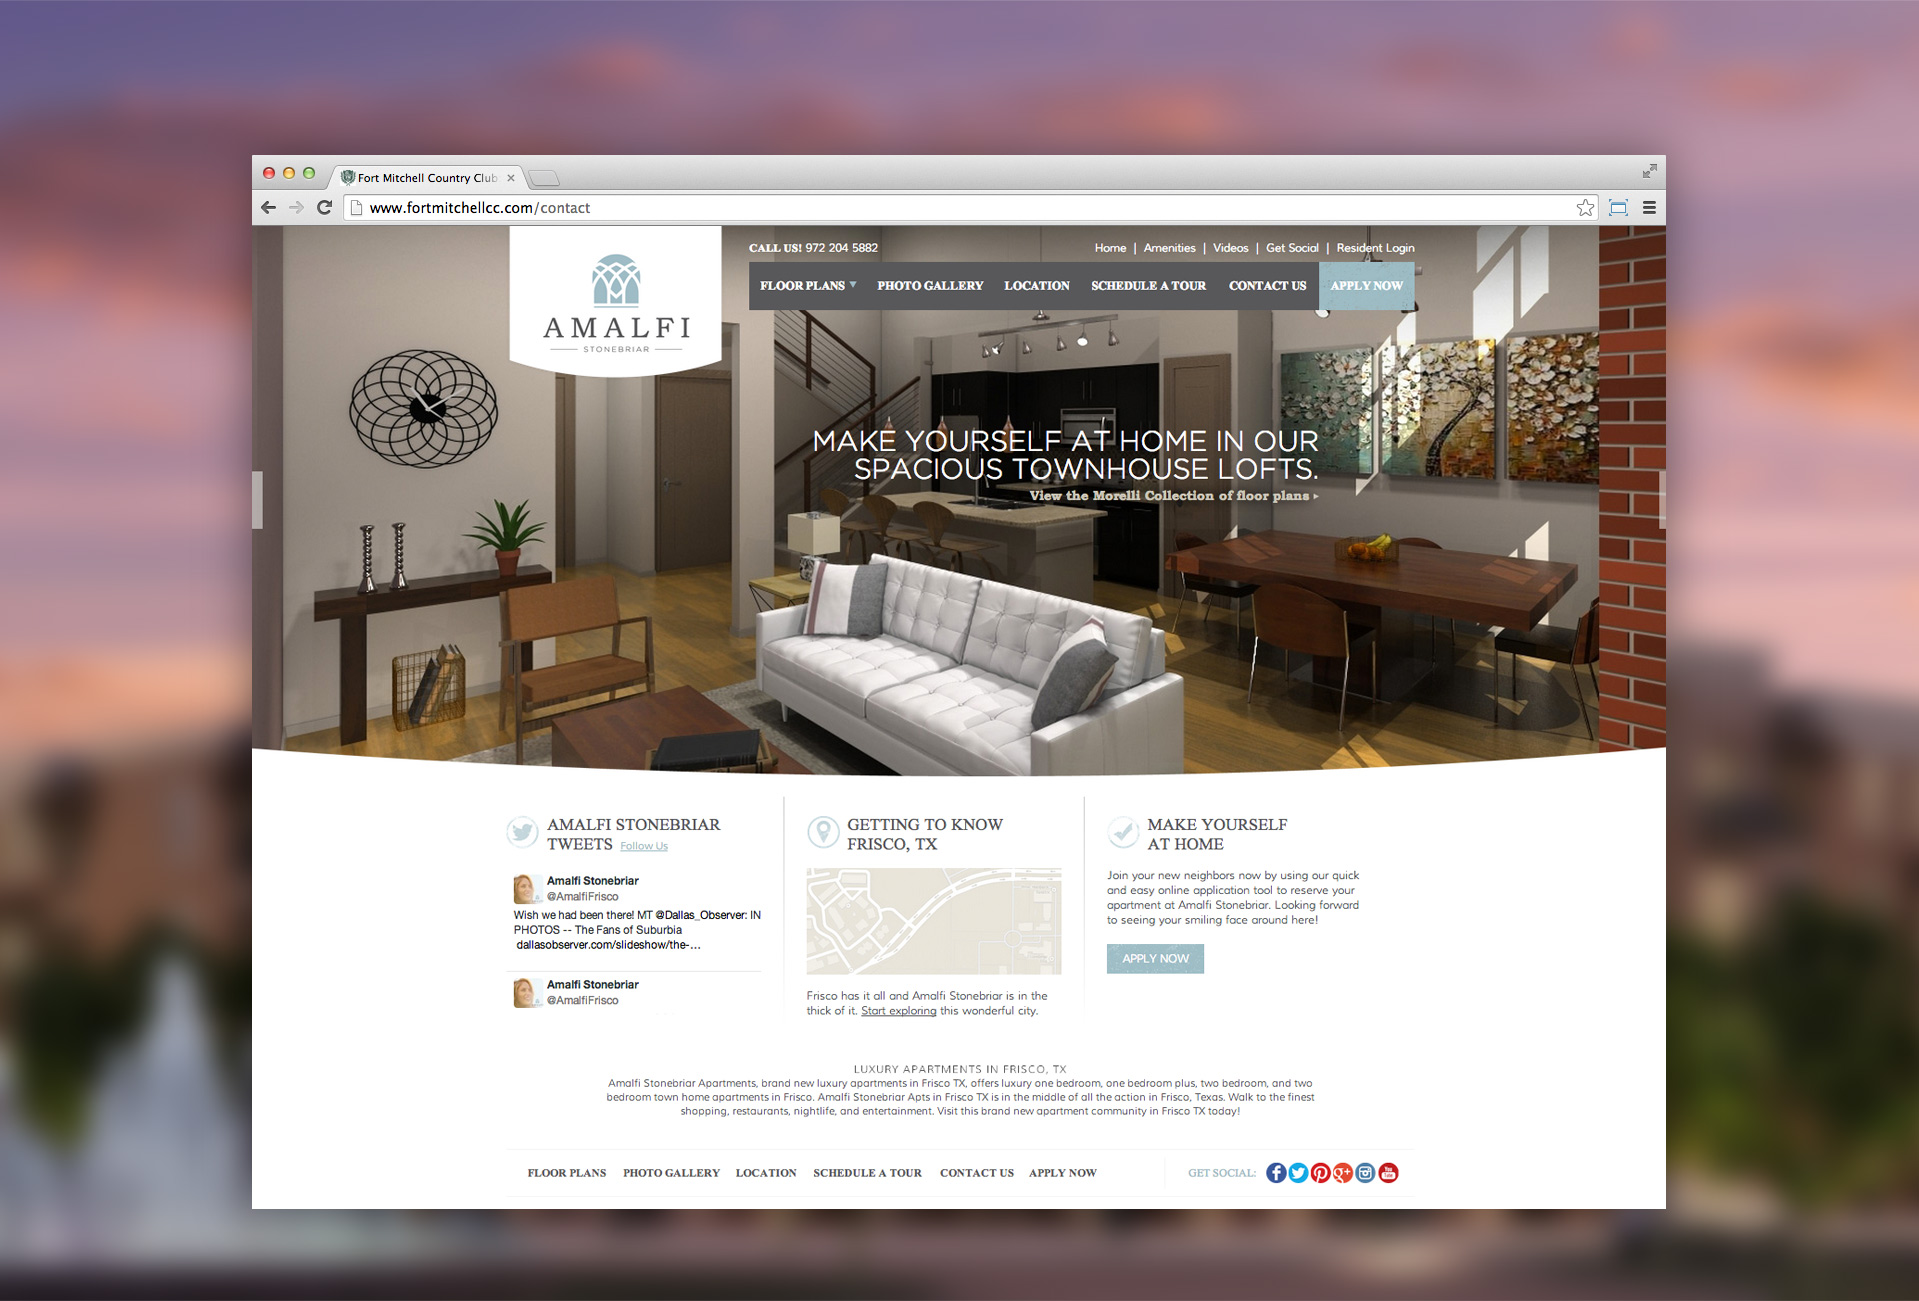 Fort Mitchell Country Club
www.fortmitchellcc.com/contact
AMALFI
STONEBRIAR
CALL US! 972 204 5882
Home | Amenities | Videos | Get Social | Resident Login
FLOOR PLANS
PHOTO GALLERY
LOCATION
SCHEDULE A TOUR
CONTACT US
APPLY NOW
MAKE YOURSELF AT HOME IN OUR
SPACIOUS TOWNHOUSE LOFTS.
View the Morelli Collection of floor plans
AMALFI STONEBRIAR
TWEETS Follow Us
Amalfi Stonebriar
@AmalfiFrisco
Wish we had been there! MT @Dallas_Observer: IN
PHOTOS -- The Fans of Suburbia
dallasobserver.com/slideshow/the-...
Amalfi Stonebriar
@AmalfiFrisco
GETTING TO KNOW
FRISCO, TX
Frisco has it all and Amalfi Stonebriar is in the
thick of it. Start exploring this wonderful city.
MAKE YOURSELF
AT HOME
Join your new neighbors now by using our quick
and easy online application tool to reserve your
apartment at Amalfi Stonebriar. Looking forward
to seeing your smiling face around here!
APPLY NOW
LUXURY APARTMENTS IN FRISCO, TX
Amalfi Stonebriar Apartments, brand new luxury apartments in Frisco TX, offers luxury one bedroom, one bedroom plus, two bedroom, and two
bedroom town home apartments in Frisco. Amalfi Stonebriar Apts in Frisco TX is in the middle of all the action in Frisco, Texas. Walk to the finest
shopping, restaurants, nightlife, and entertainment. Visit this brand new apartment community in Frisco TX today!
FLOOR PLANS
PHOTO GALLERY
LOCATION
SCHEDULE A TOUR
CONTACT US
APPLY NOW
GET SOCIAL: